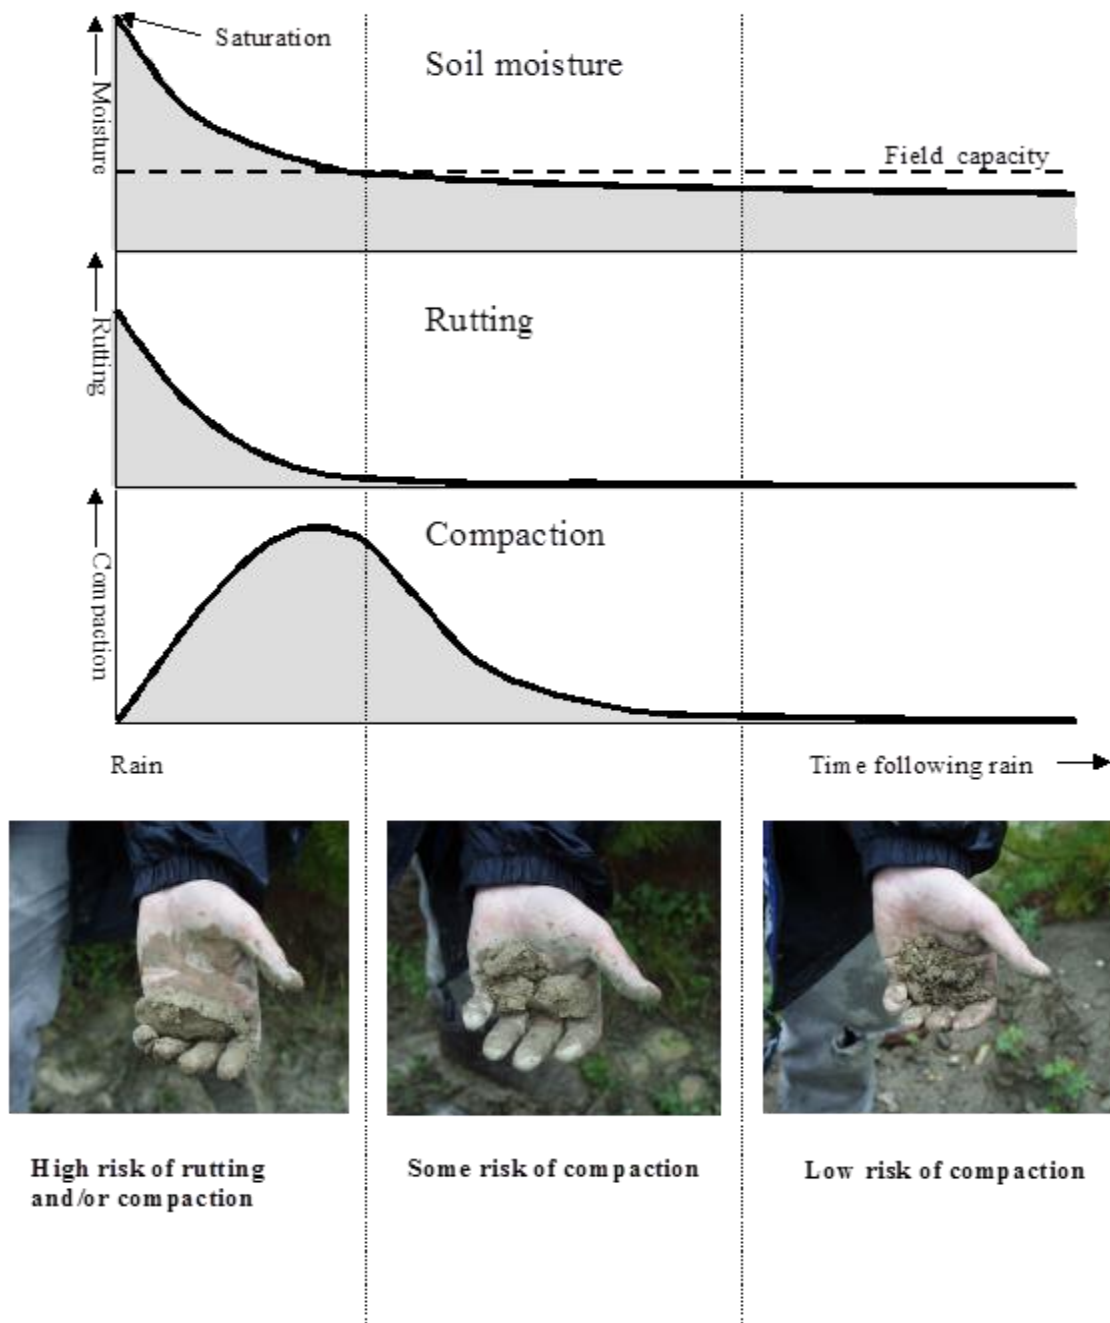 Saturation
Moisture
Soil moisture
Field capacity
Rutting
Rutting
Compaction
Compaction
Rain
Time following rain
High risk of rutting
and/or compaction
Some risk of compaction
Low risk of compaction